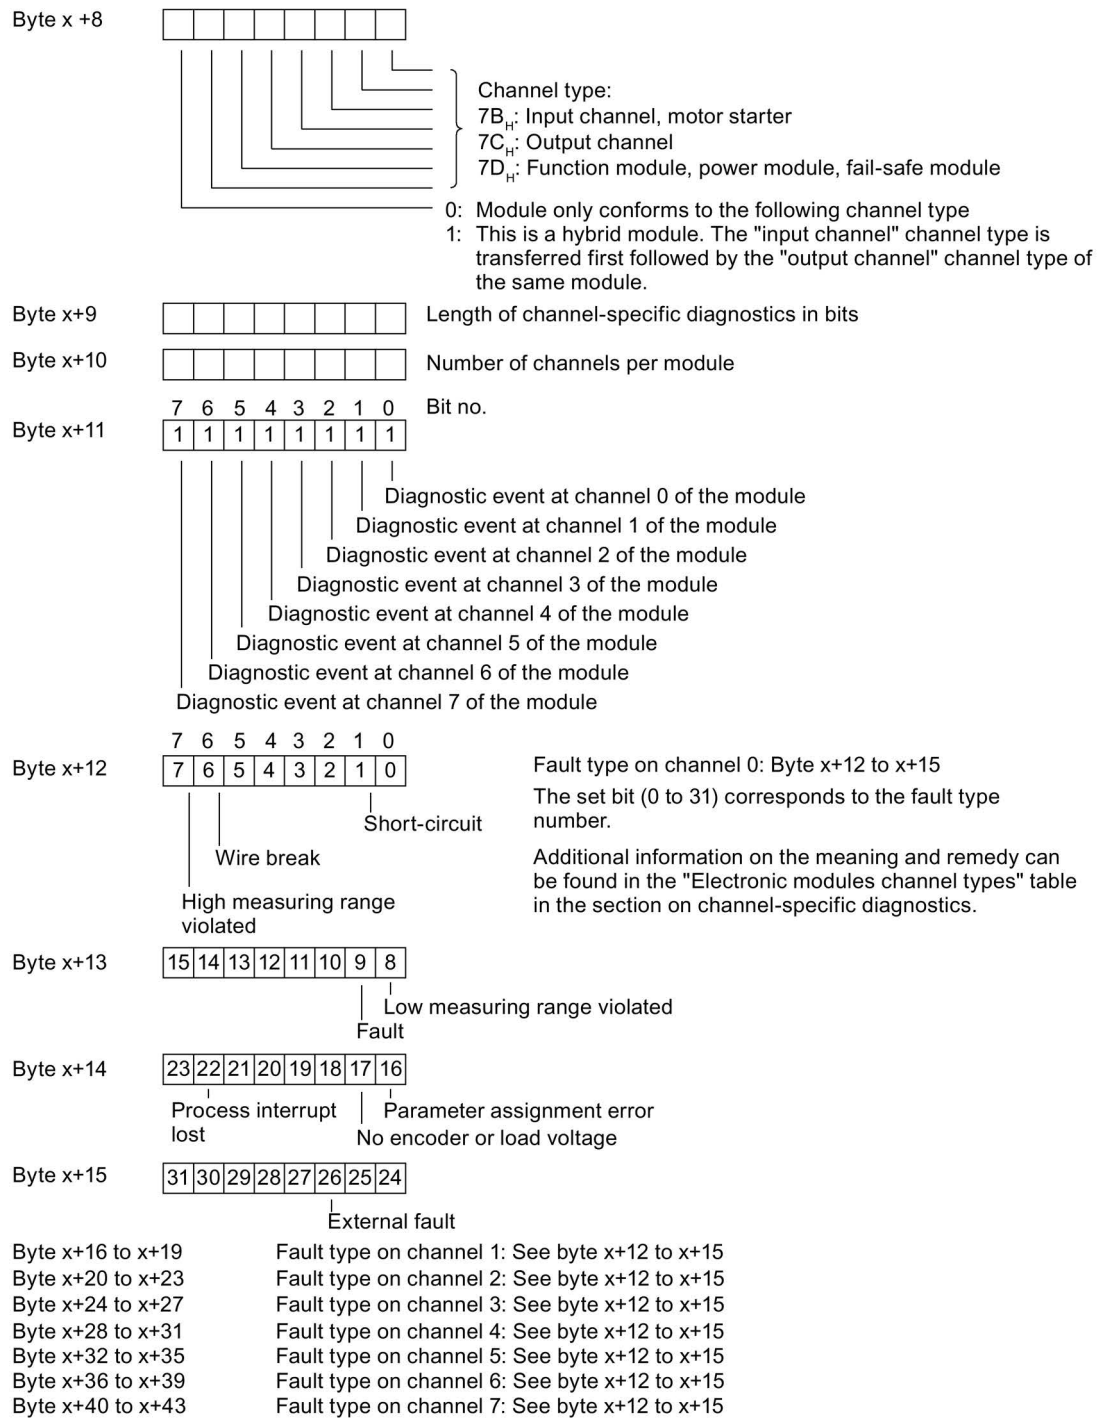 Byte x +8
Channel type:
7BH: Input channel, motor starter
7CH: Output channel
7DH: Function module, power module, fail-safe module
0: Module only conforms to the following channel type
1: This is a hybrid module. The "input channel" channel type is
transferred first followed by the "output channel" channel type of
the same module.
Byte x+9 Length of channel-specific diagnostics in bits
Byte x+10 Number of channels per module
7 6 5 4 3 2 1 0 Bit no.
Byte x+11 1 1 1 1 1 1 1 1
Diagnostic event at channel 0 of the module
Diagnostic event at channel 1 of the module
Diagnostic event at channel 2 of the module
Diagnostic event at channel 3 of the module
Diagnostic event at channel 4 of the module
Diagnostic event at channel 5 of the module
Diagnostic event at channel 6 of the module
Diagnostic event at channel 7 of the module
7 6 5 4 3 2 1 0
Byte x+12 7 6 5 4 3 2 1 0
Short-circuit
Wire break
High measuring range
violated
Fault type on channel 0: Byte x+12 to x+15
The set bit (0 to 31) corresponds to the fault type
number.
Additional information on the meaning and remedy can
be found in the "Electronic modules channel types" table
in the section on channel-specific diagnostics.
Byte x+13 15 14 13 12 11 10 9 8
Low measuring range violated
Fault
Byte x+14 23 22 21 20 19 18 17 16
Process interrupt
lost
Parameter assignment error
No encoder or load voltage
Byte x+15 31 30 29 28 27 26 25 24
External fault
Byte x+16 to x+19 Fault type on channel 1: See byte x+12 to x+15
Byte x+20 to x+23 Fault type on channel 2: See byte x+12 to x+15
Byte x+24 to x+27 Fault type on channel 3: See byte x+12 to x+15
Byte x+28 to x+31 Fault type on channel 4: See byte x+12 to x+15
Byte x+32 to x+35 Fault type on channel 5: See byte x+12 to x+15
Byte x+36 to x+39 Fault type on channel 6: See byte x+12 to x+15
Byte x+40 to x+43 Fault type on channel 7: See byte x+12 to x+15